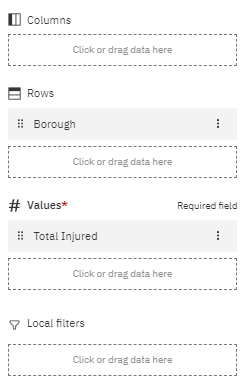 Columns
Click or drag data here
Rows
Borough
Click or drag data here
# Values* Required field
Total Injured
Click or drag data here
Local filters
Click or drag data here